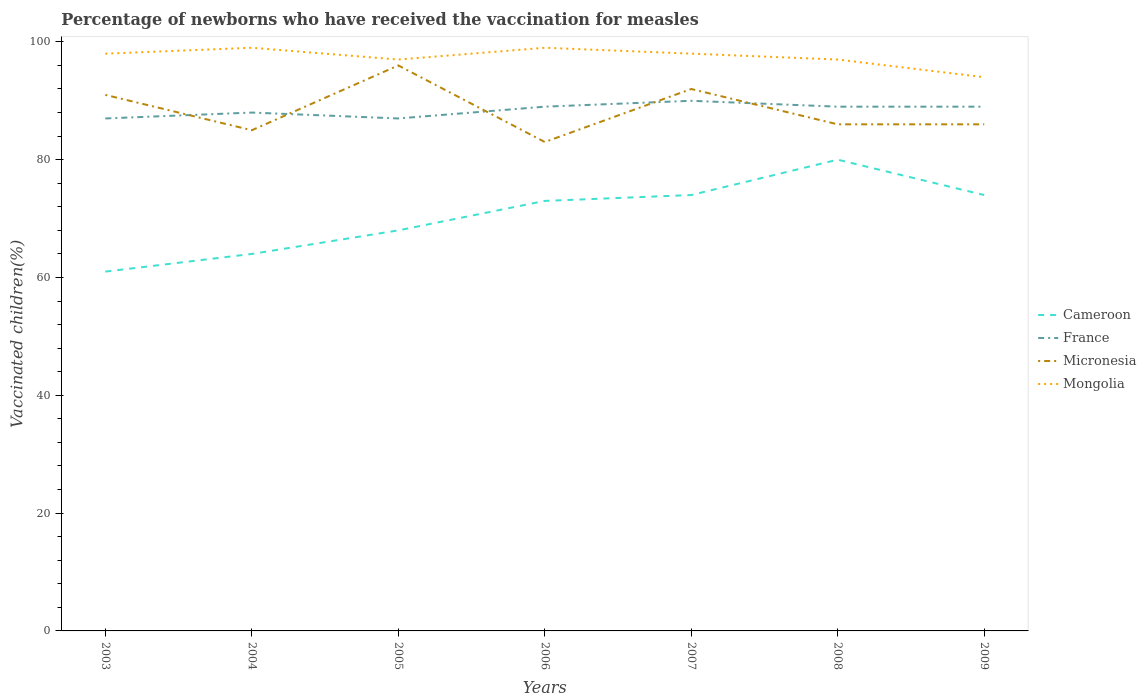 Percentage of newborns who have received the vaccination for measles
Vaccinated children(%)
100
80
60
40
20
0
2003
2004
2005
2006
2007
2008
2009
Years
Cameroon
France
Micronesia
Mongolia